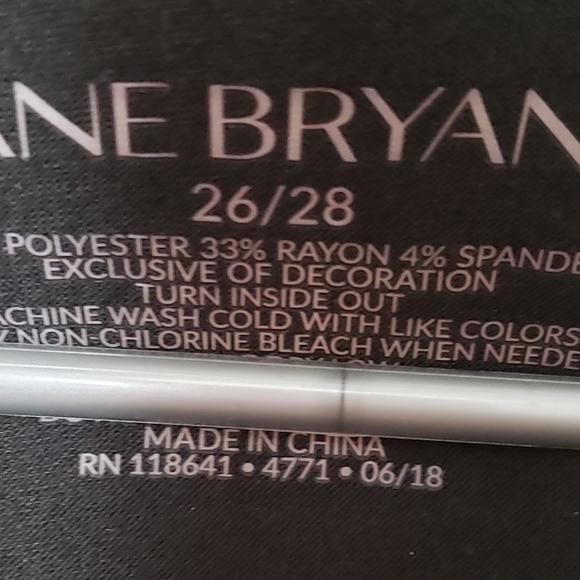 ANE BRYAN
26/28
POLYESTER 33% RAYON 4% SPANDE
EXCLUSIVE OF DECORATION
TURN INSIDE OUT
ACHINE WASH COLD WITH LIKE COLORS
Y NON-CHLORINE BLEACH WHEN NEEDE
MADE IN CHINA
RN 118641 • 4771 • 06/18